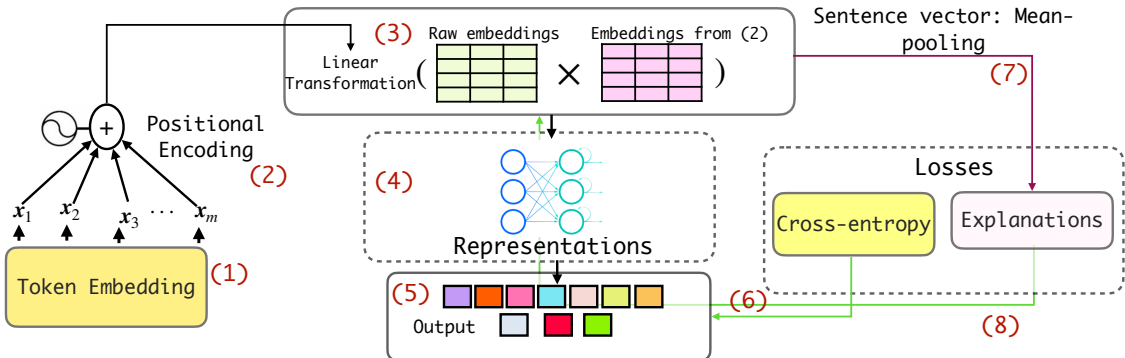 (3)
Raw embeddings
Embeddings from (2)
Linear
Transformation
(
×
)
Sentence vector: Mean-
pooling
(7)
+
Positional
Encoding
(2)
x1 x2 x3 ··· xm
Token Embedding
(1)
(4)
Representations
Losses
Cross-entropy
Explanations
(5)
Output
(6)
(8)